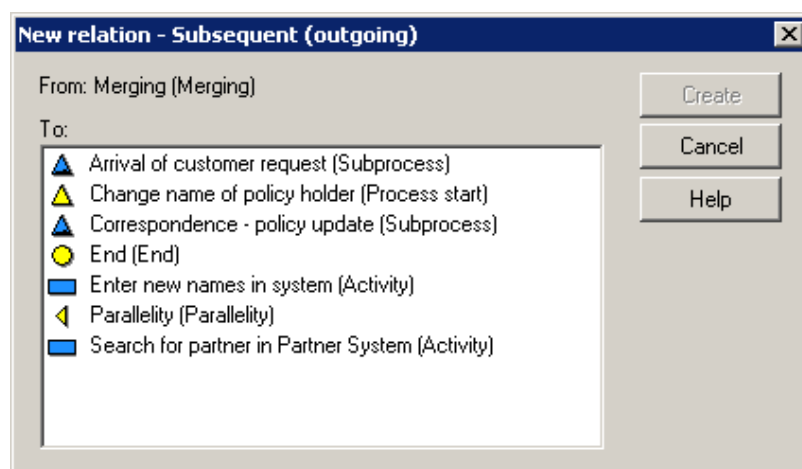 New relation - Subsequent (outgoing)
From: Merging (Merging)
Create
To:
Cancel
Arrival of customer request (Subprocess)
Change name of policy holder (Process start)
Help
Correspondence - policy update (Subprocess)
End (End)
Enter new names in system (Activity)
Parallelity (Parallelity)
Search for partner in Partner System (Activity)